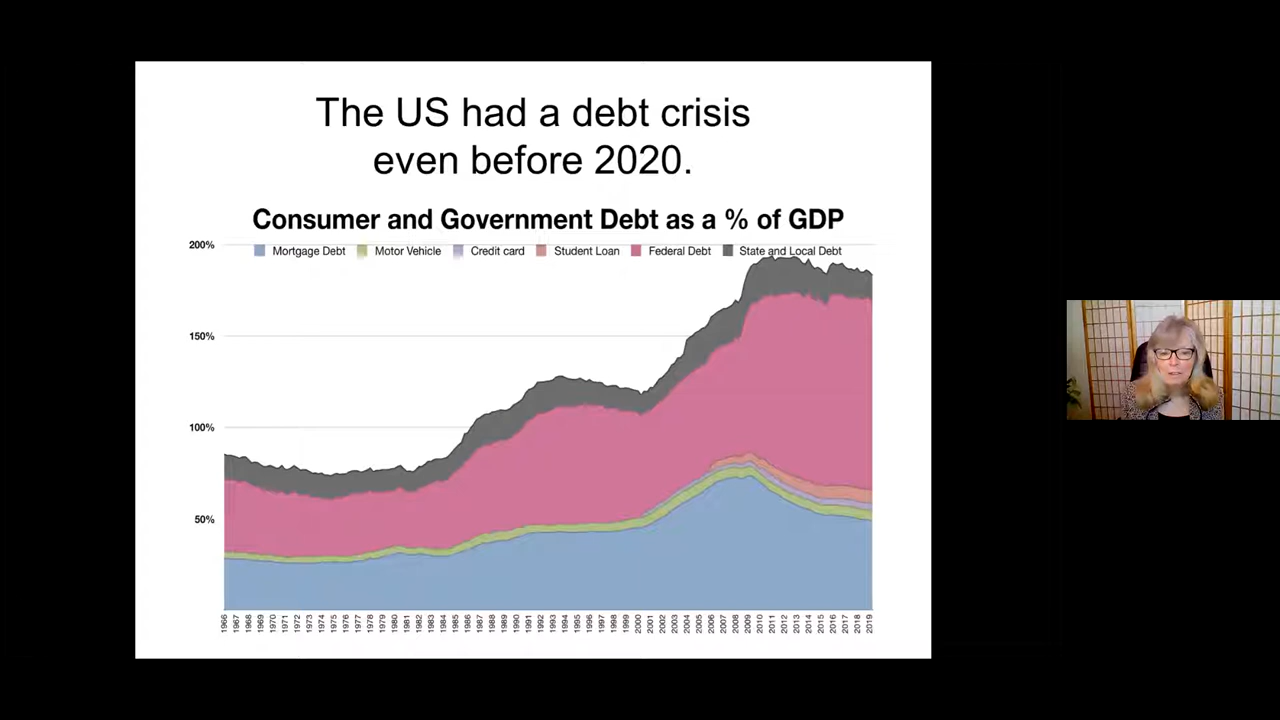 The US had a debt crisis
even before 2020.
Consumer and Government Debt as a % of GDP
Mortgage Debt Motor Vehicle Credit card Student Loan Federal Debt State and Local Debt
200%
150%
100%
50%
1966 1967 1968 1969 1970 1971 1972 1973 1974 1975 1976 1977 1978 1979 1980 1981 1982 1983 1984 1985 1986 1987 1988 1989 1990 1991 1992 1993 1994 1995 1996 1997 1998 1999 2000 2001 2002 2003 2004 2005 2006 2007 2008 2009 2010 2011 2012 2013 2014 2015 2016 2017 2018 2019